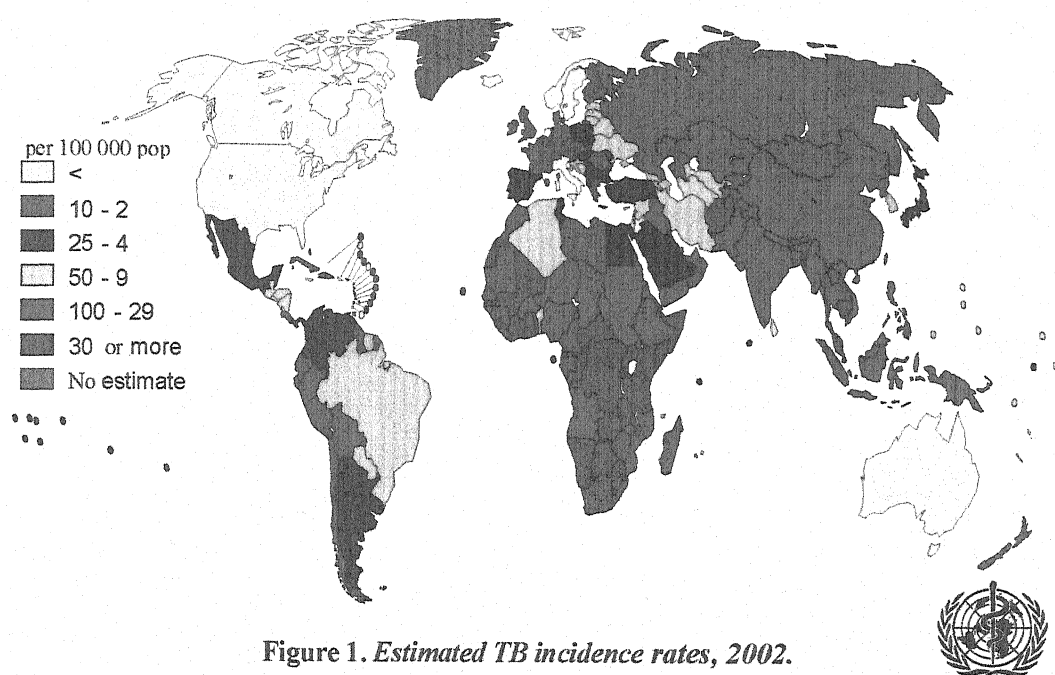 per 100 000 pop
<
10 - 2
25 - 4
50 - 9
100 - 29
30 or more
No estimate
Figure 1. Estimated TB incidence rates, 2002.